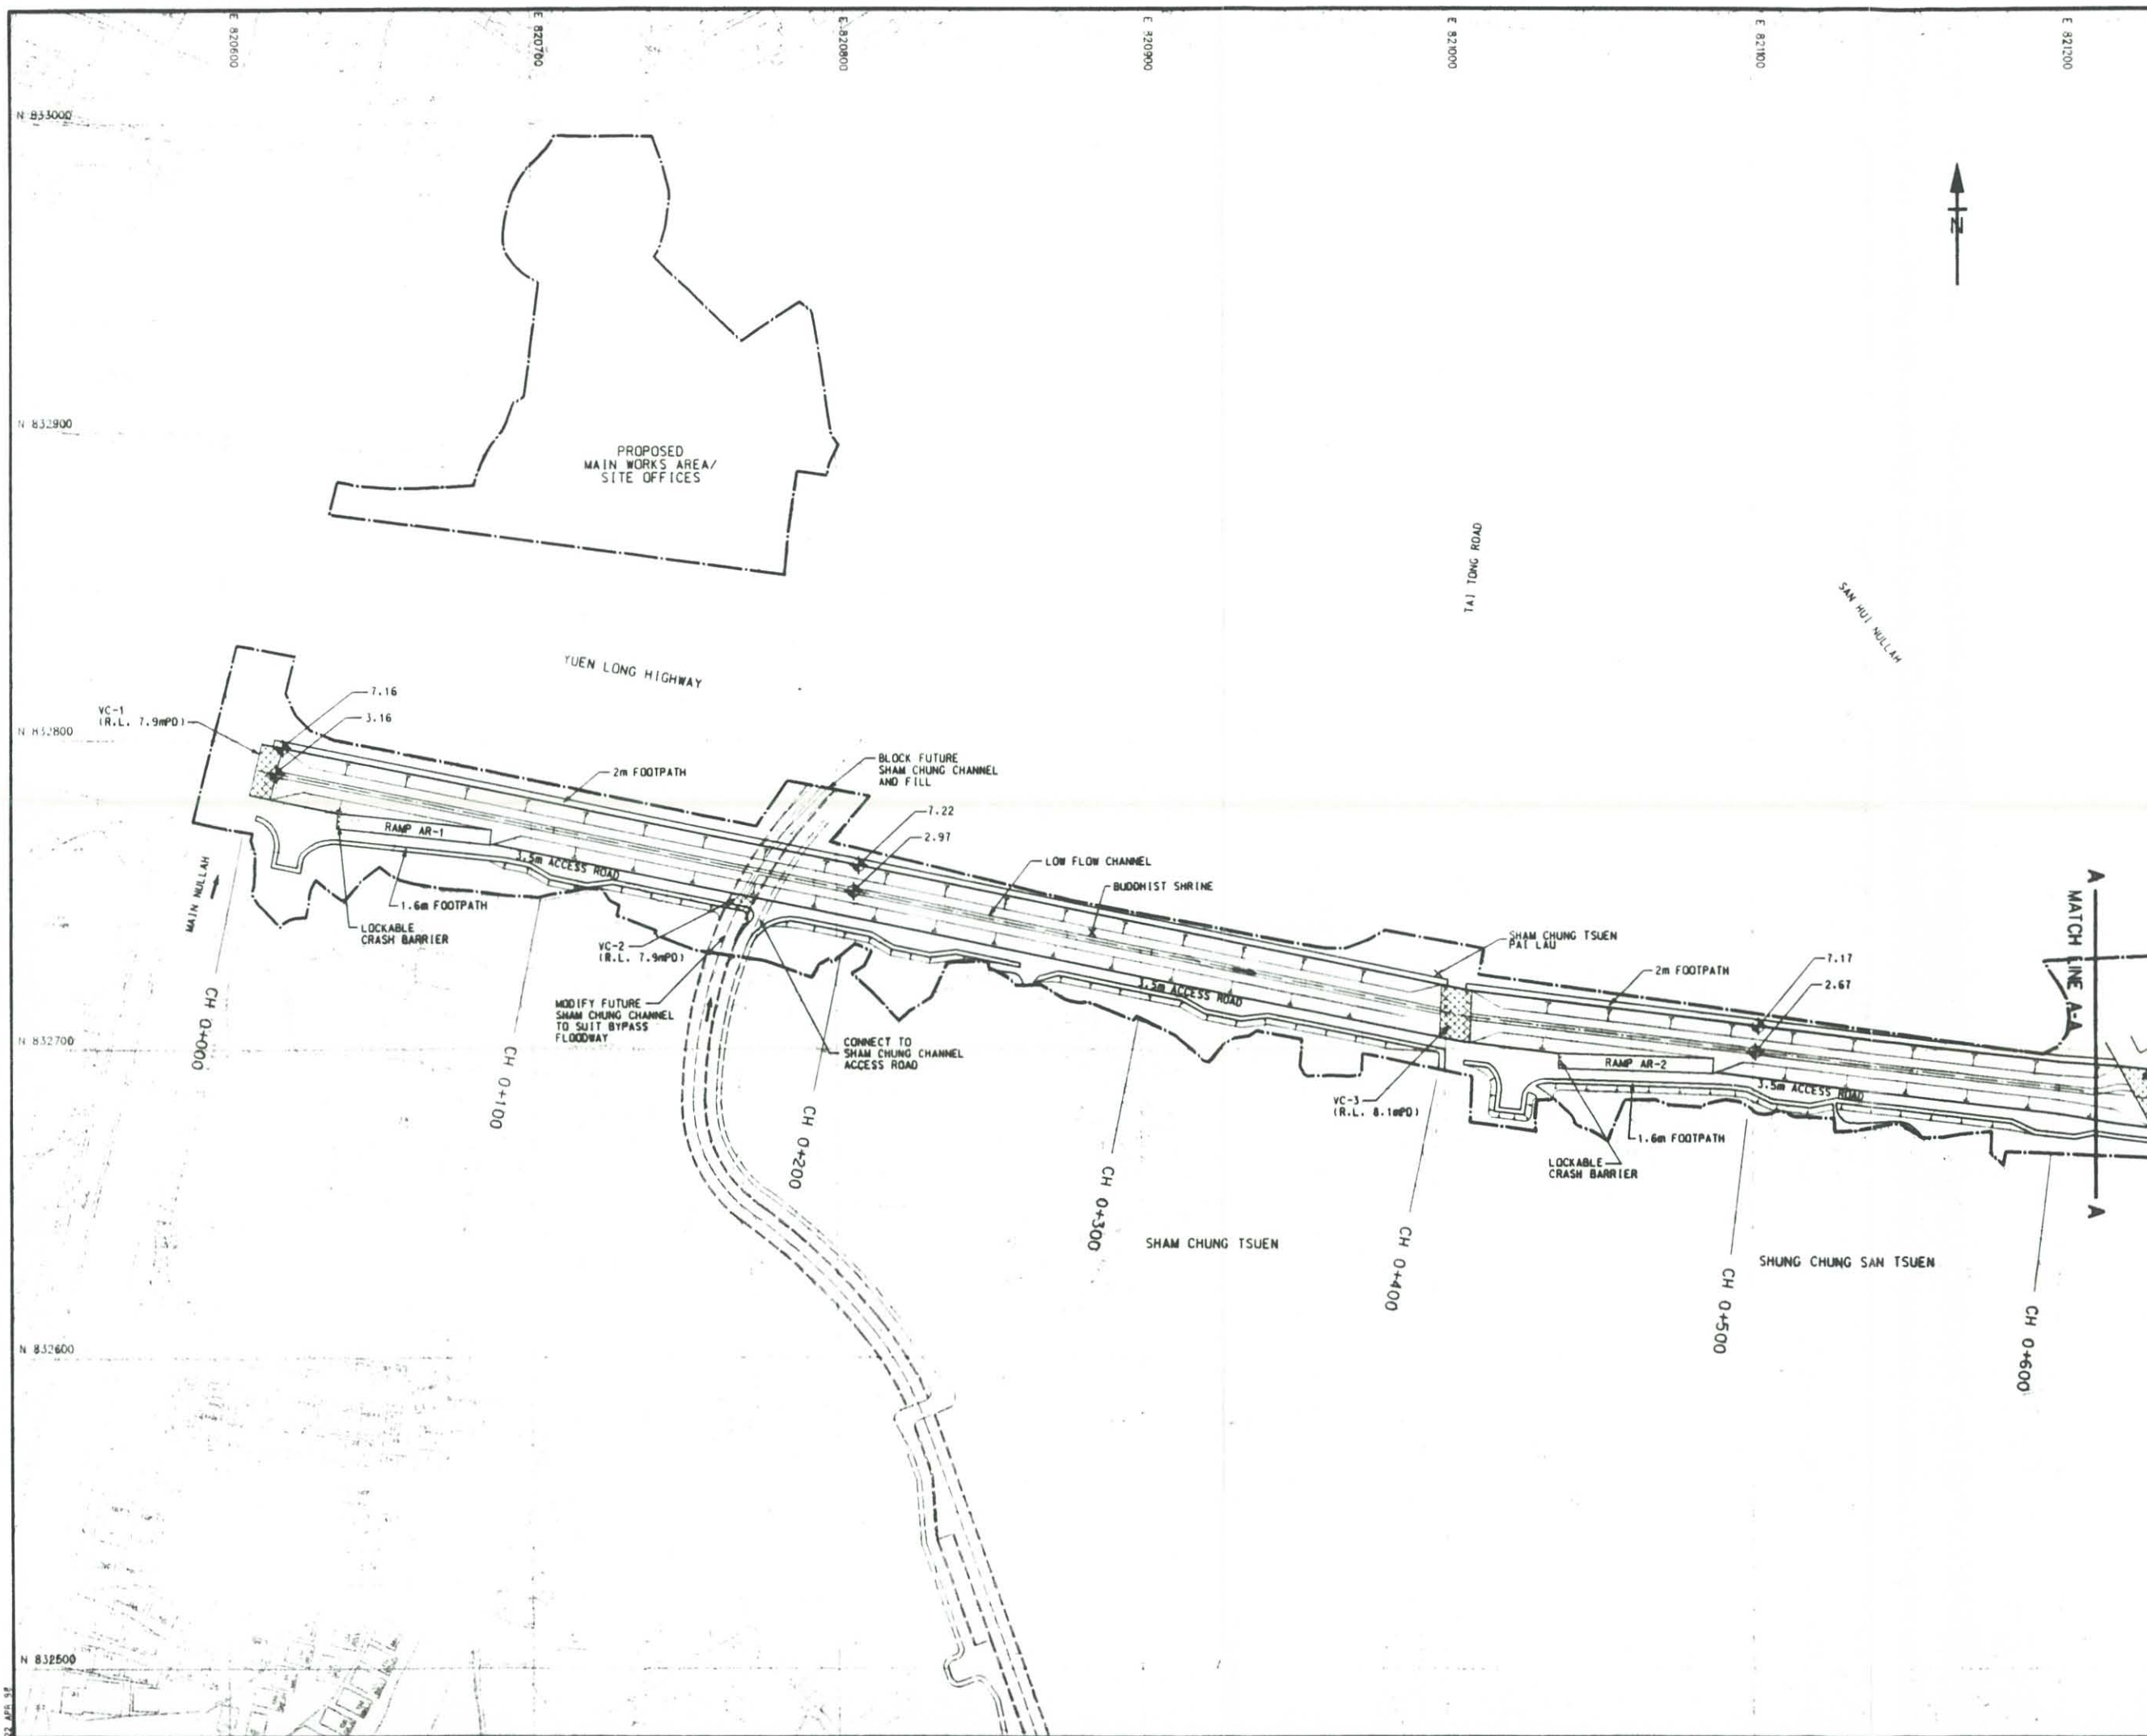 E 820600
E 820700
E 820800
E 820900
E 821000
E 821100
E 821200
N 833000
N 832900
PROPOSED
MAIN WORKS AREA/
SITE OFFICES
TAI TONG ROAD
SAN HUI NULLAH
YUEN LONG HIGHWAY
7.16
VC-1
(R.L. 7.9mPD)
3.16
N 832800
BLOCK FUTURE
SHAM CHUNG CHANNEL
AND FILL
2m FOOTPATH
7.22
2.97
RAMP AR-1
3.5m ACCESS ROAD
LOW FLOW CHANNEL
BUDDHIST SHRINE
MAIN NULLAH
1.6m FOOTPATH
LOCKABLE
CRASH BARRIER
VC-2
(R.L. 7.9mPD)
SHAM CHUNG TSUEN
PAI LAU
2m FOOTPATH
7.17
2.67
A
MATCH LINE A-A
A
3.5m ACCESS ROAD
MODIFY FUTURE
SHAM CHUNG CHANNEL
TO SUIT BYPASS
FLOODWAY
CONNECT TO
SHAM CHUNG CHANNEL
ACCESS ROAD
N 832700
RAMP AR-2
3.5m ACCESS ROAD
VC-3
(R.L. 8.1mPD)
1.6m FOOTPATH
LOCKABLE
CRASH BARRIER
CH 0+000
CH 0+100
CH 0+200
CH 0+300
CH 0+400
CH 0+500
CH 0+600
SHAM CHUNG TSUEN
SHUNG CHUNG SAN TSUEN
N 832600
N 832500
22 APR 98